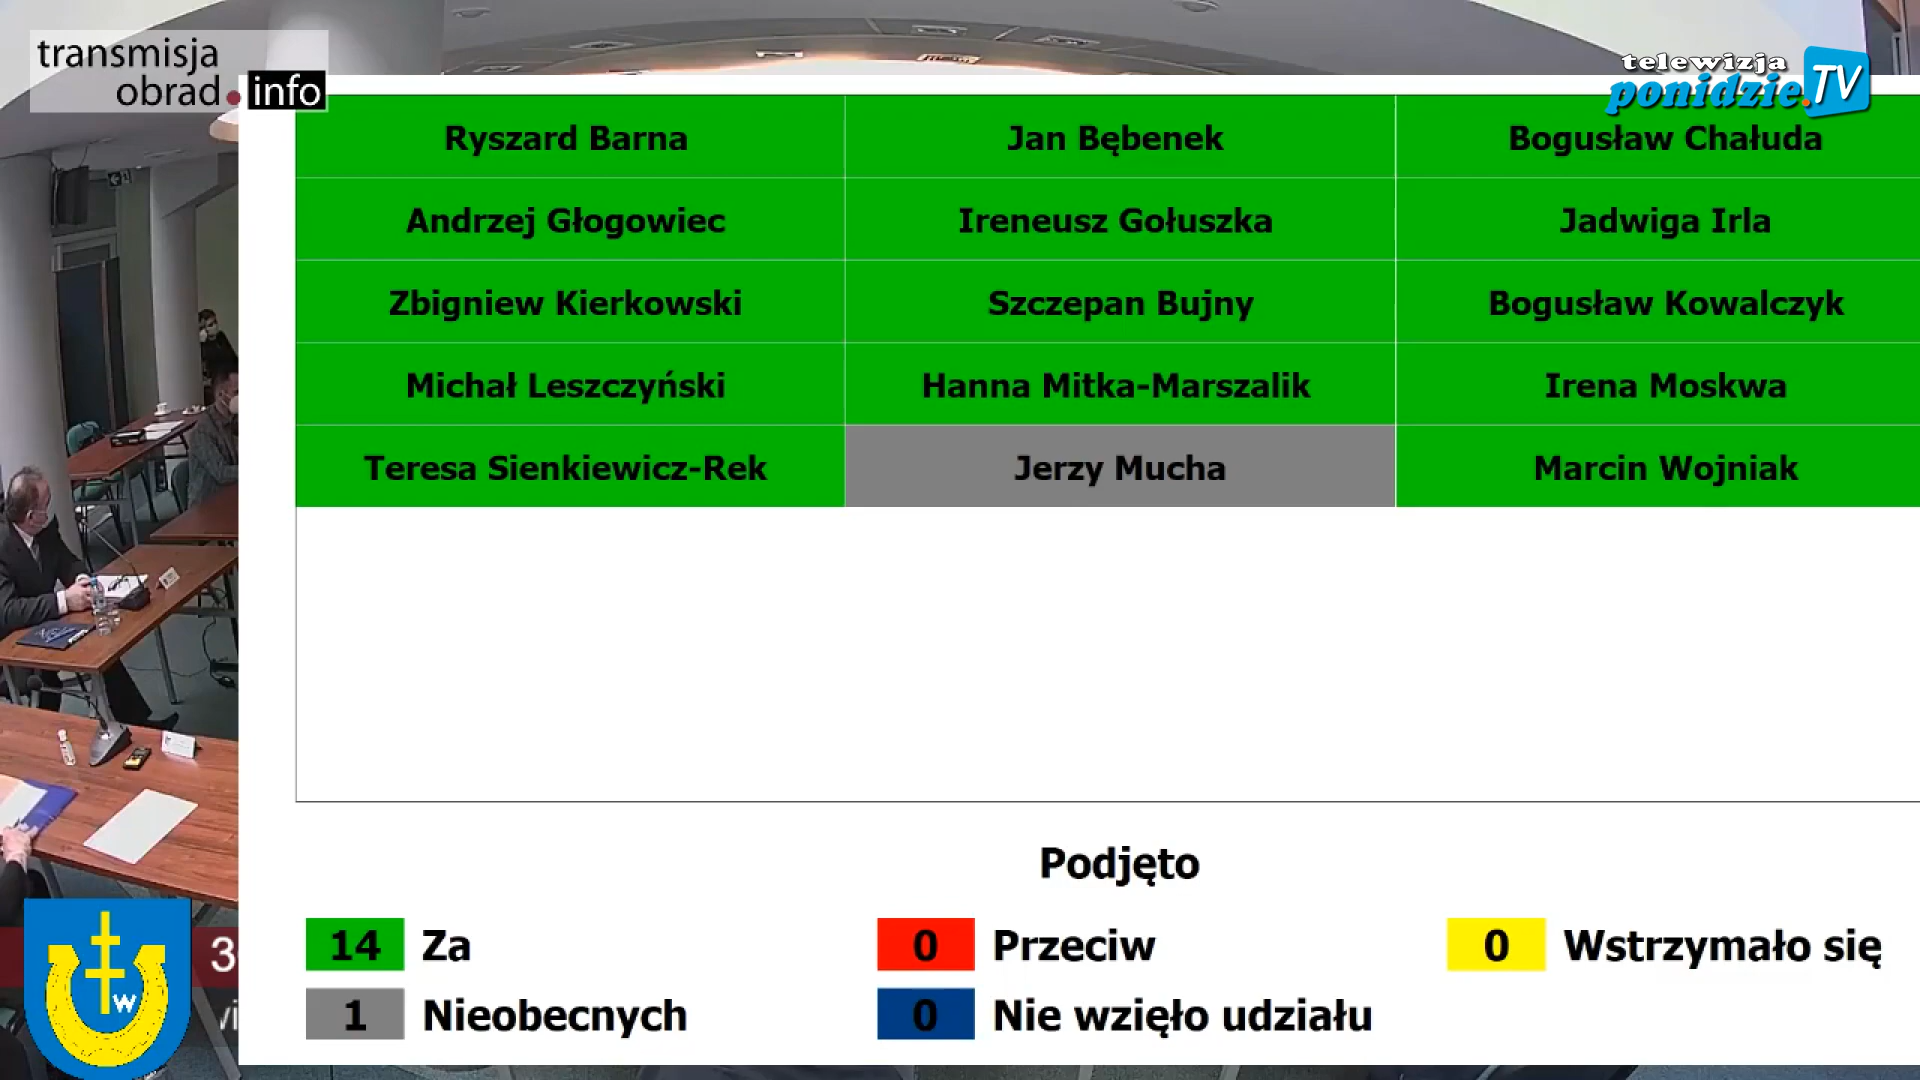 transmisja
obrad.info
telewizja
ponidzie.TV
Ryszard Barna
Jan Bębenek
Bogusław Chałuda
Andrzej Głogowiec
Ireneusz Gołuszka
Jadwiga Irla
Zbigniew Kierkowski
Szczepan Bujny
Bogusław Kowalczyk
Michał Leszczyński
Hanna Mitka-Marszalik
Irena Moskwa
Teresa Sienkiewicz-Rek
Jerzy Mucha
Marcin Wojniak
Podjęto
14 Za
0 Przeciw
0 Wstrzymało się
1 Nieobecnych
0 Nie wzięło udziału
W
3